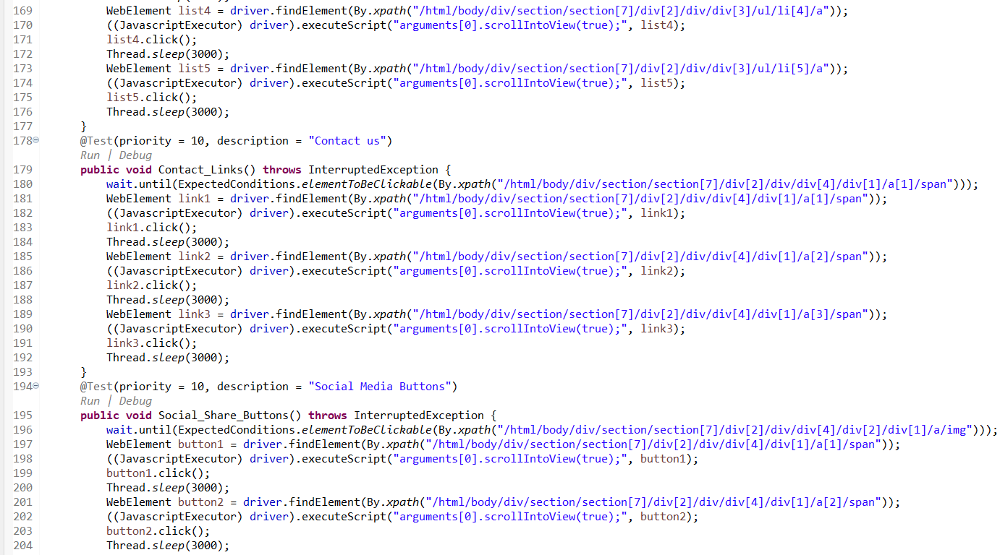 169 WebElement list4 = driver.findElement(By.xpath("/html/body/div/section/section[7]/div[2]/div/div[3]/ul/li[4]/a"));
170 ((JavascriptExecutor) driver).executeScript("arguments[0].scrollIntoView(true);", list4);
171 list4.click();
172 Thread.sleep(3000);
173 WebElement list5 = driver.findElement(By.xpath("/html/body/div/section/section[7]/div[2]/div/div[3]/ul/li[5]/a"));
174 ((JavascriptExecutor) driver).executeScript("arguments[0].scrollIntoView(true);", list5);
175 list5.click();
176 Thread.sleep(3000);
177 }
178 @Test(priority = 10, description = "Contact us")
Run | Debug
179 public void Contact_Links() throws InterruptedException {
180 wait.until(ExpectedConditions.elementToBeClickable(By.xpath("/html/body/div/section/section[7]/div[2]/div/div[4]/div[1]/a[1]/span")));
181 WebElement link1 = driver.findElement(By.xpath("/html/body/div/section/section[7]/div[2]/div/div[4]/div[1]/a[1]/span"));
182 ((JavascriptExecutor) driver).executeScript("arguments[0].scrollIntoView(true);", link1);
183 link1.click();
184 Thread.sleep(3000);
185 WebElement link2 = driver.findElement(By.xpath("/html/body/div/section/section[7]/div[2]/div/div[4]/div[1]/a[2]/span"));
186 ((JavascriptExecutor) driver).executeScript("arguments[0].scrollIntoView(true);", link2);
187 link2.click();
188 Thread.sleep(3000);
189 WebElement link3 = driver.findElement(By.xpath("/html/body/div/section/section[7]/div[2]/div/div[4]/div[1]/a[3]/span"));
190 ((JavascriptExecutor) driver).executeScript("arguments[0].scrollIntoView(true);", link3);
191 link3.click();
192 Thread.sleep(3000);
193 }
194 @Test(priority = 10, description = "Social Media Buttons")
Run | Debug
195 public void Social_Share_Buttons() throws InterruptedException {
196 wait.until(ExpectedConditions.elementToBeClickable(By.xpath("/html/body/div/section/section[7]/div[2]/div/div[4]/div[2]/div[1]/a/img")));
197 WebElement button1 = driver.findElement(By.xpath("/html/body/div/section/section[7]/div[2]/div/div[4]/div[1]/a[1]/span"));
198 ((JavascriptExecutor) driver).executeScript("arguments[0].scrollIntoView(true);", button1);
199 button1.click();
200 Thread.sleep(3000);
201 WebElement button2 = driver.findElement(By.xpath("/html/body/div/section/section[7]/div[2]/div/div[4]/div[1]/a[2]/span"));
202 ((JavascriptExecutor) driver).executeScript("arguments[0].scrollIntoView(true);", button2);
203 button2.click();
204 Thread.sleep(3000);